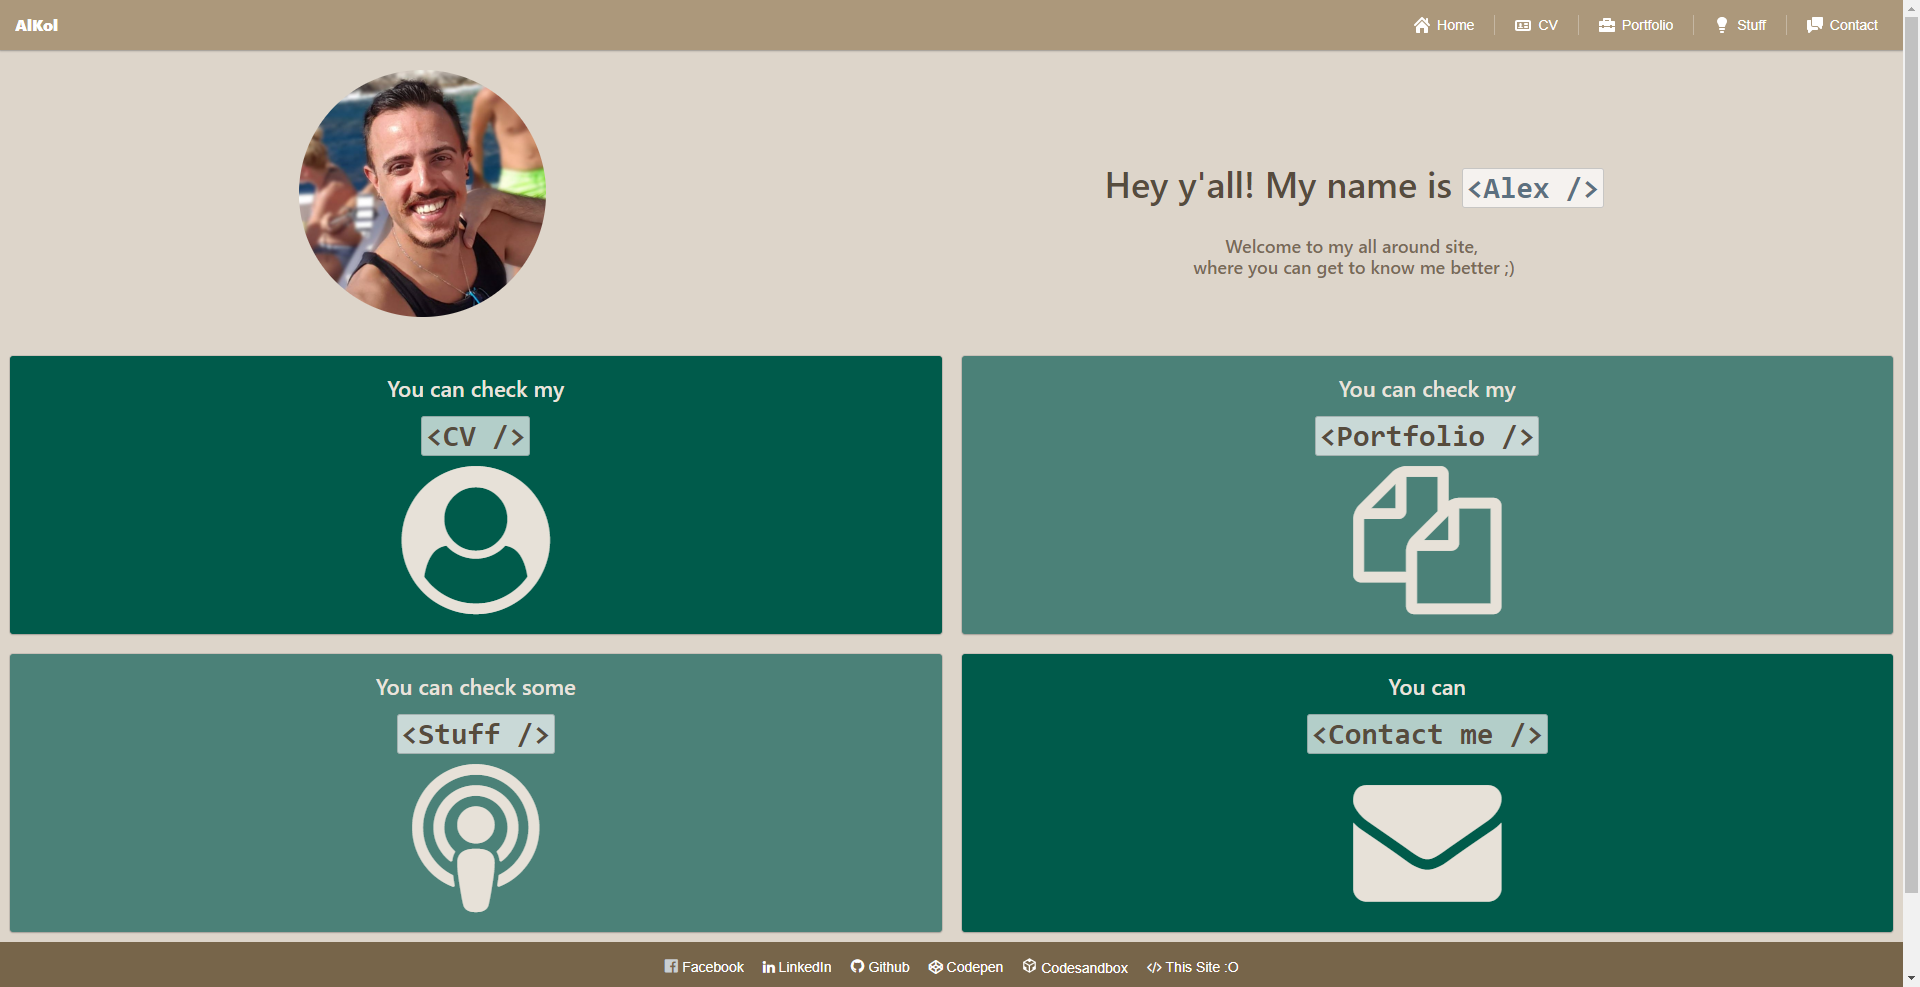 AlKol
Home
CV
Portfolio
Stuff
Contact
Hey y'all! My name is <Alex />
Welcome to my all around site,
where you can get to know me better ;)
You can check my
<CV />
You can check my
<Portfolio />
You can check some
<Stuff />
You can
<Contact me />
Facebook
LinkedIn
Github
Codepen
Codesandbox
This Site :O